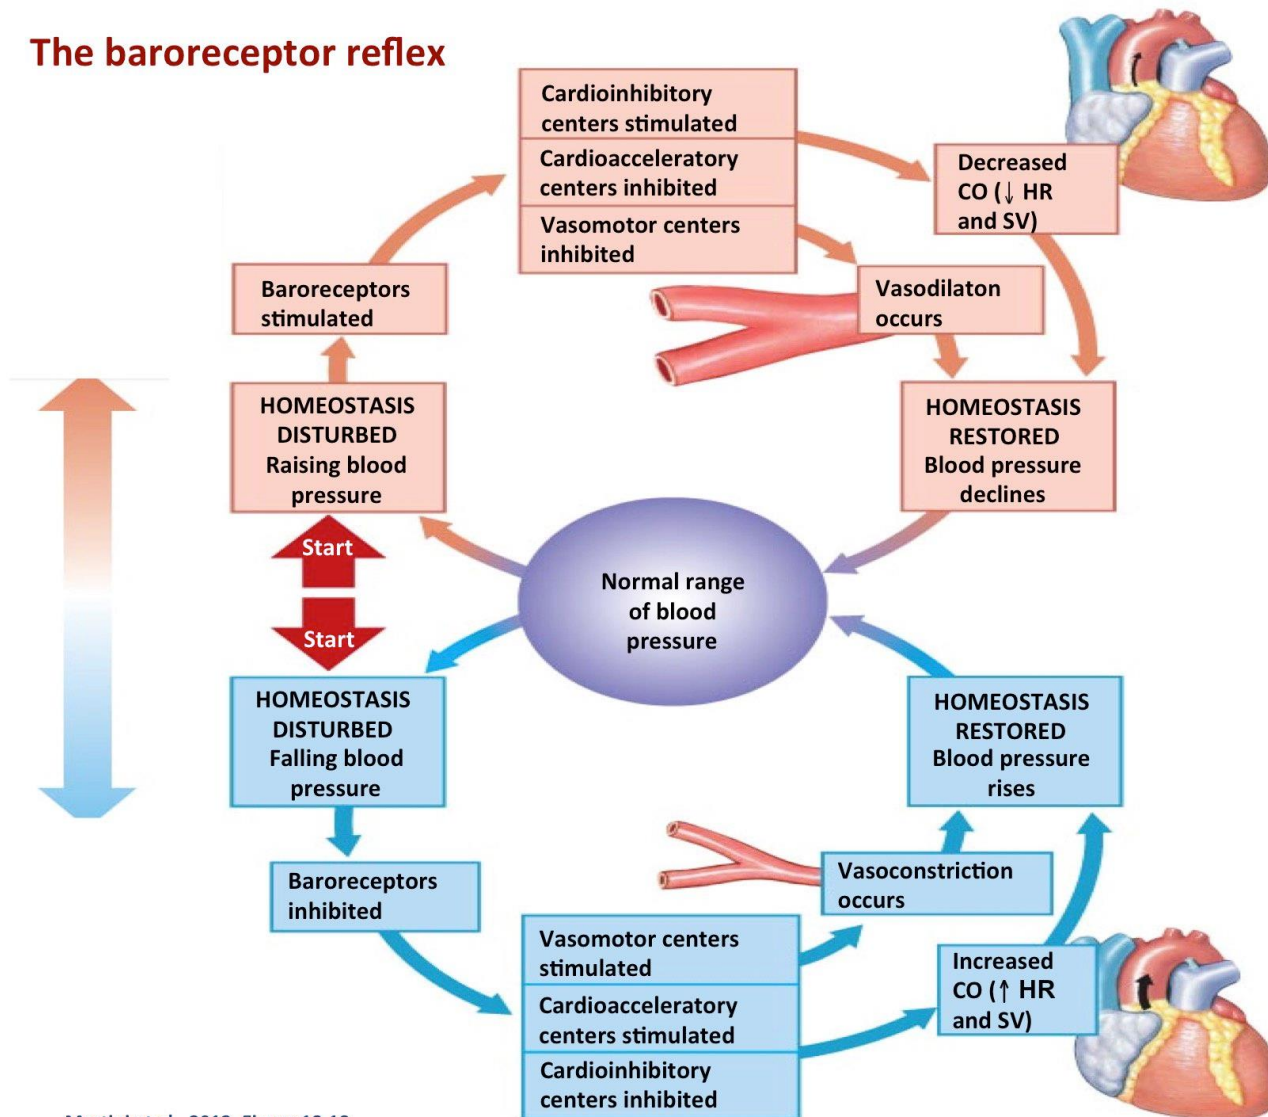 The baroreceptor reflex
Cardioinhibitory
centers stimulated
Cardioacceleratory
centers inhibited
Vasomotor centers
inhibited
Decreased
CO (↓ HR
and SV)
Baroreceptors
stimulated
Vasodilaton
occurs
HOMEOSTASIS
DISTURBED
Raising blood
pressure
HOMEOSTASIS
RESTORED
Blood pressure
declines
Start
Normal range
of blood
pressure
Start
HOMEOSTASIS
DISTURBED
Falling blood
pressure
HOMEOSTASIS
RESTORED
Blood pressure
rises
Baroreceptors
inhibited
Vasoconstriction
occurs
Vasomotor centers
stimulated
Cardioacceleratory
centers stimulated
Cardioinhibitory
centers inhibited
Increased
CO (↑ HR
and SV)